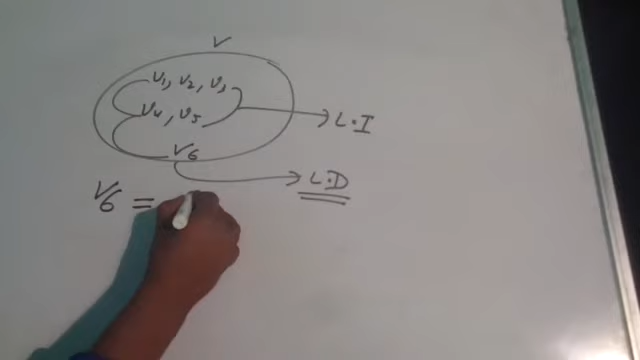 V
V1, V2, V3
V4, V5
L.I
V6
L.D
V6 =